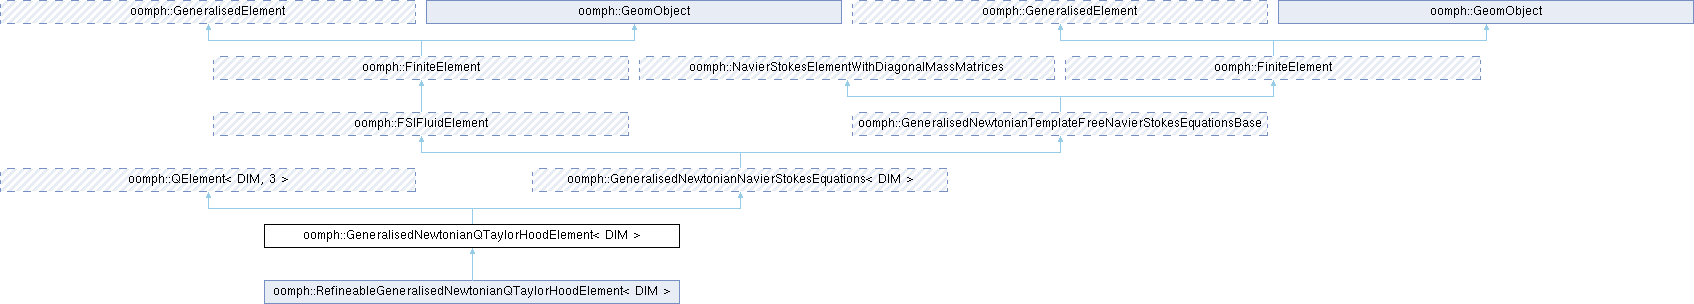 oomph::GeneralisedElement
oomph::GeomObject
oomph::GeneralisedElement
oomph::GeomObject
oomph::FiniteElement
oomph::NavierStokesElementWithDiagonalMassMatrices
oomph::FiniteElement
oomph::FSIFluidElement
oomph::GeneralisedNewtonianTemplateFreeNavierStokesEquationsBase
oomph::QElement< DIM, 3 >
oomph::GeneralisedNewtonianNavierStokesEquations< DIM >
oomph::GeneralisedNewtonianQTaylorHoodElement< DIM >
oomph::RefineableGeneralisedNewtonianQTaylorHoodElement< DIM >